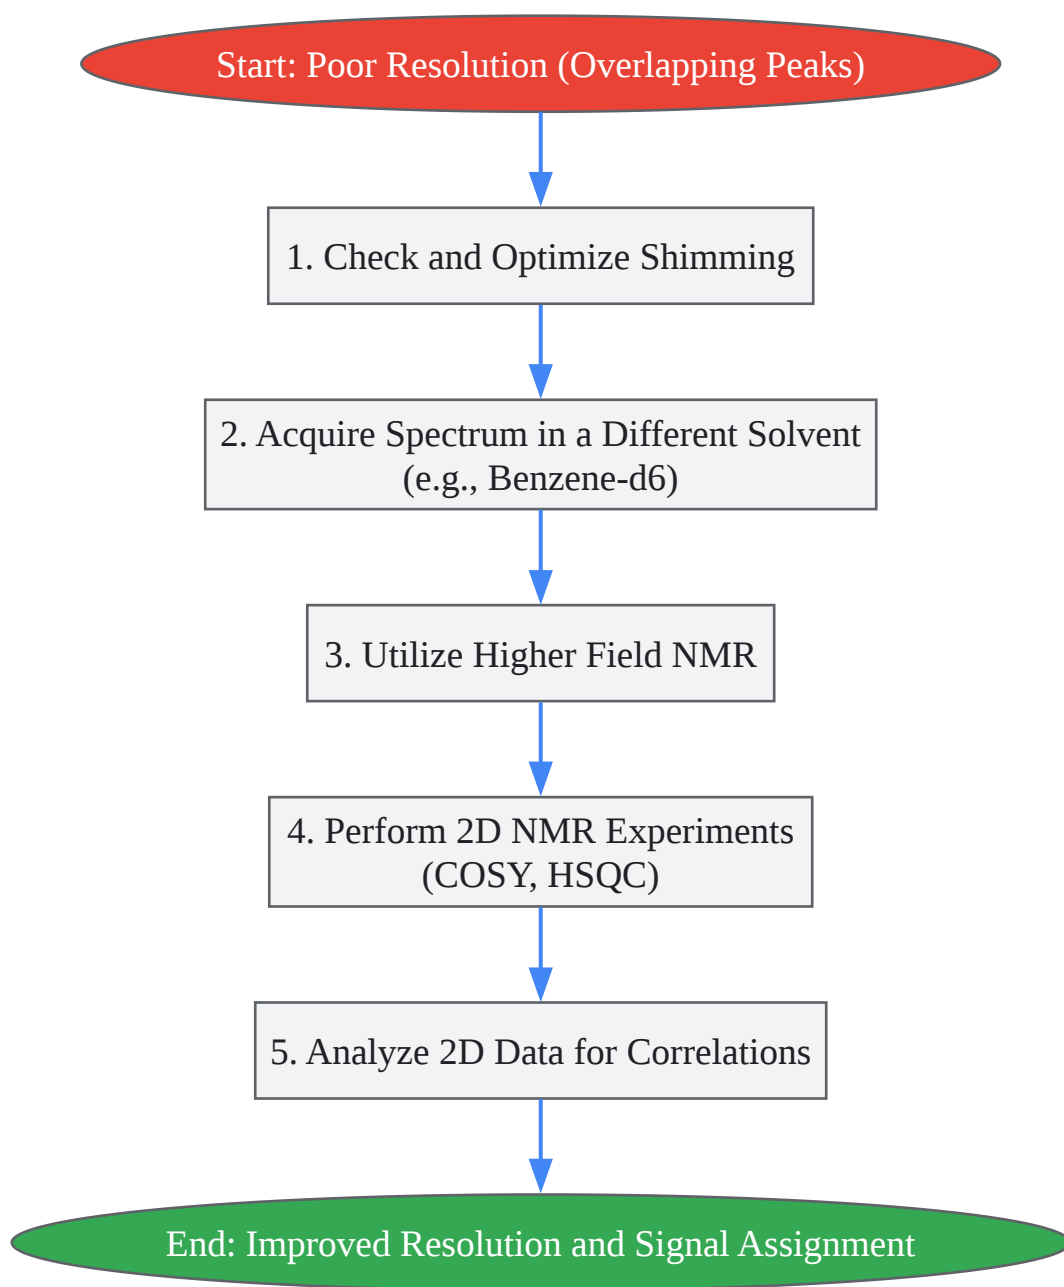 Start: Poor Resolution (Overlapping Peaks)
1. Check and Optimize Shimming
2. Acquire Spectrum in a Different Solvent
(e.g., Benzene-d6)
3. Utilize Higher Field NMR
4. Perform 2D NMR Experiments
(COSY, HSQC)
5. Analyze 2D Data for Correlations
End: Improved Resolution and Signal Assignment